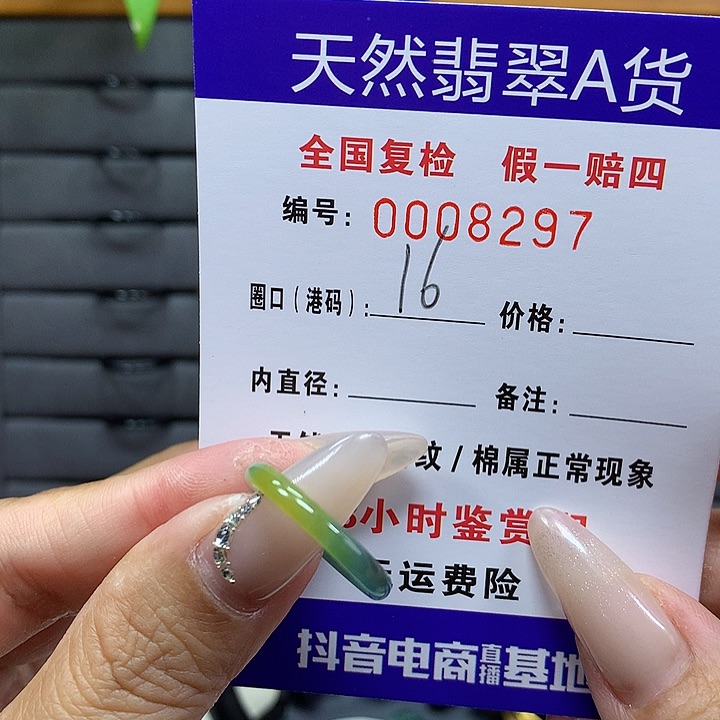 天然翡翠A货
全国复检 假一赔四
编号: 0008297
圈口(港码): 16 价格:
内直径: 备注:
纹/棉属正常现象
小时鉴赏
运费险
抖音电商直播基地